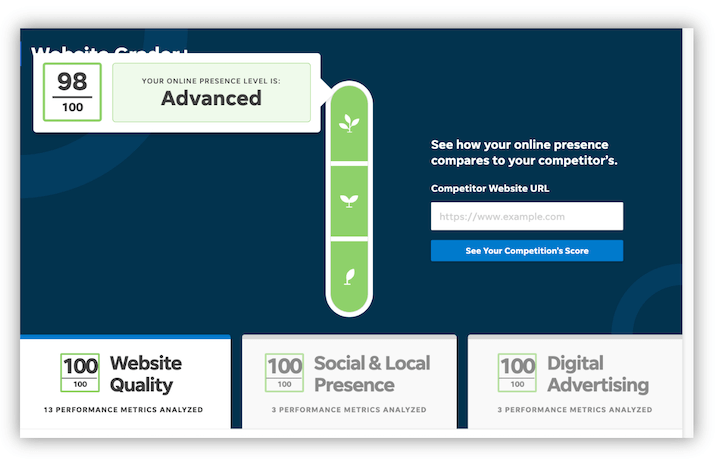 Website Grader+
98
100
YOUR ONLINE PRESENCE LEVEL IS:
Advanced
See how your online presence
compares to your competitor's.
Competitor Website URL
https://www.example.com
See Your Competition's Score
100
100
Website
Quality
13 PERFORMANCE METRICS ANALYZED
100
100
Social & Local
Presence
3 PERFORMANCE METRICS ANALYZED
100
100
Digital
Advertising
3 PERFORMANCE METRICS ANALYZED